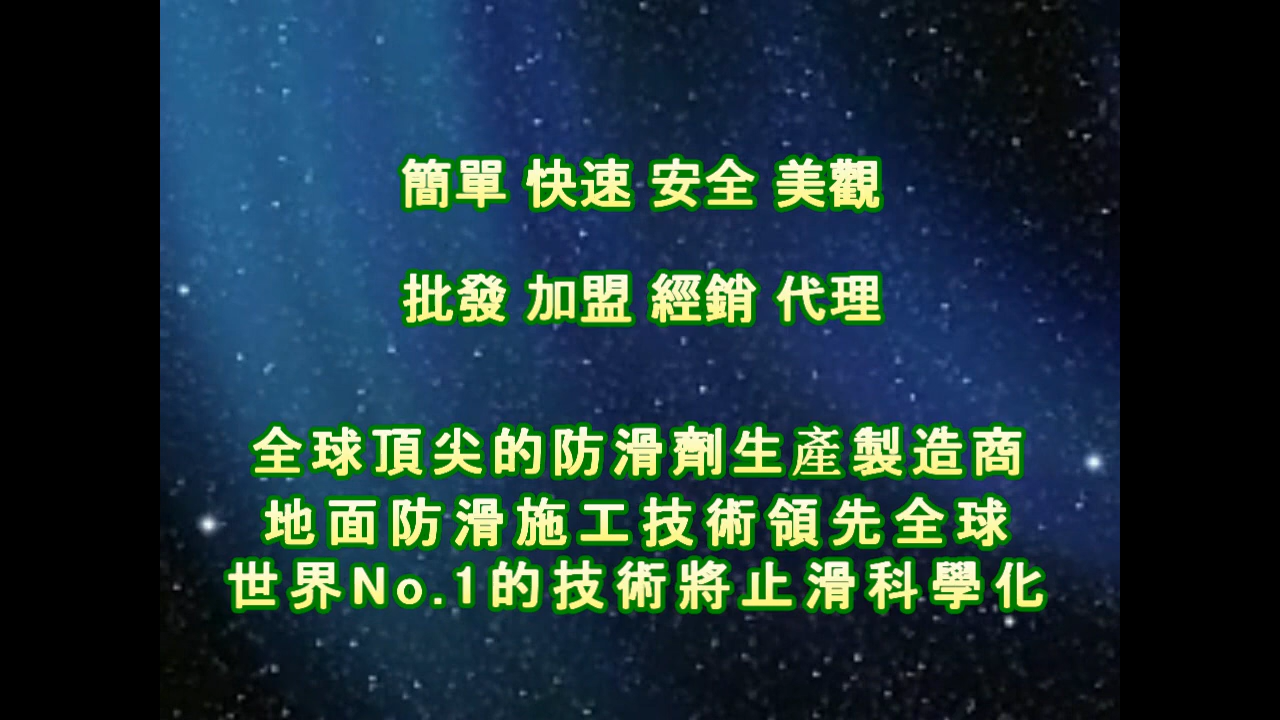 簡單 快速 安全 美觀
批發 加盟 經銷 代理
全球頂尖的防滑劑生產製造商
地面防滑施工技術領先全球
世界No.1的技術將止滑科學化